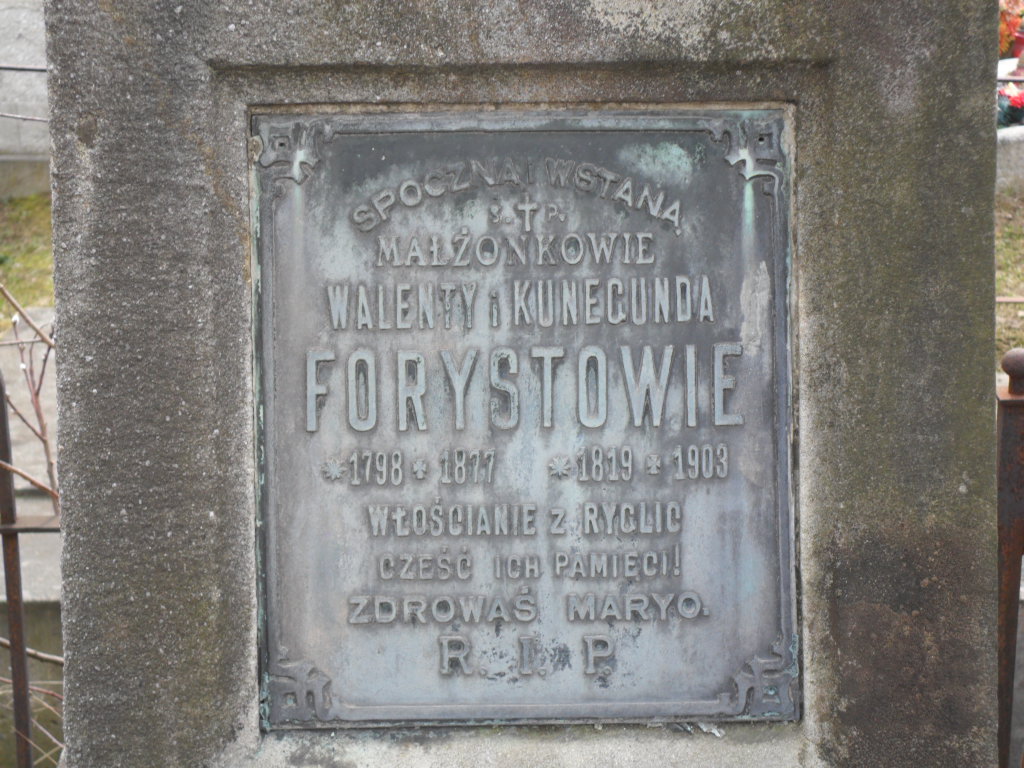 SPOCZNĄ I WSTANĄ
Ś. † P.
MAŁŻONKOWIE
WALENTY i KUNEGUNDA
FORYSTOWIE
*1798 ✠ 1877 *1819 ✠ 1903
WŁOŚCIANIE Z RYGLIC
CZEŚĆ ICH PAMIĘCI!
ZDROWAŚ MARYO.
R. I. P.